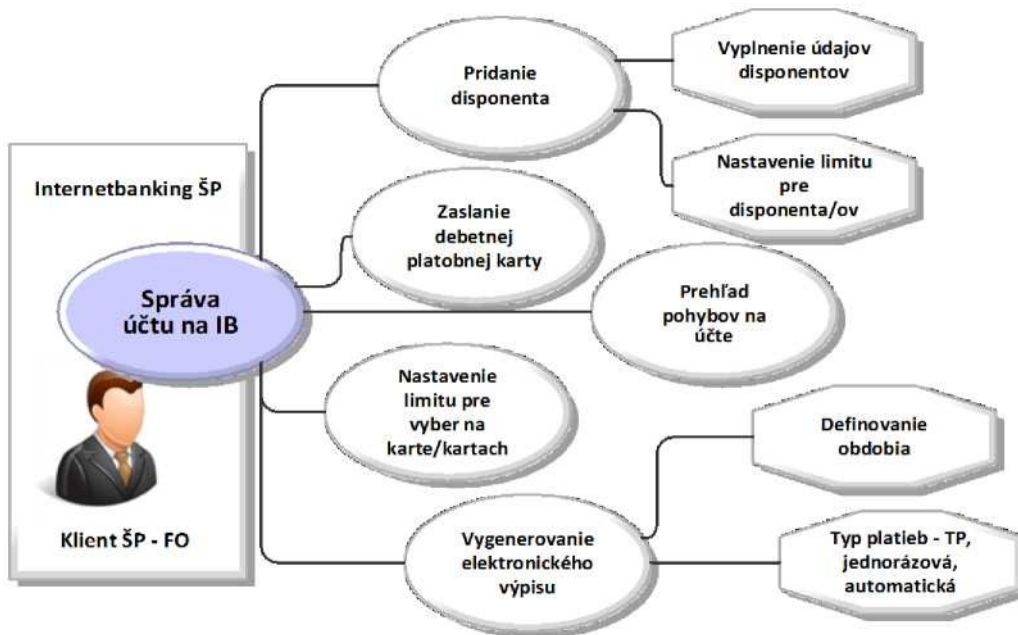 Pridanie
disponenta
Vyplnenie údajov
disponentov
Nastavenie limitu
pre
disponenta/ov
Internetbanking ŠP
Zaslanie
debetnej
platobnej karty
Správa
účtu na IB
Prehľad
pohybov na
účte
Nastavenie
limitu pre
vyber na
karte/kartach
Definovanie
obdobia
Klient ŠP - FO
Vygenerovanie
elektronického
výpisu
Typ platieb - TP,
jednorázová,
automatická